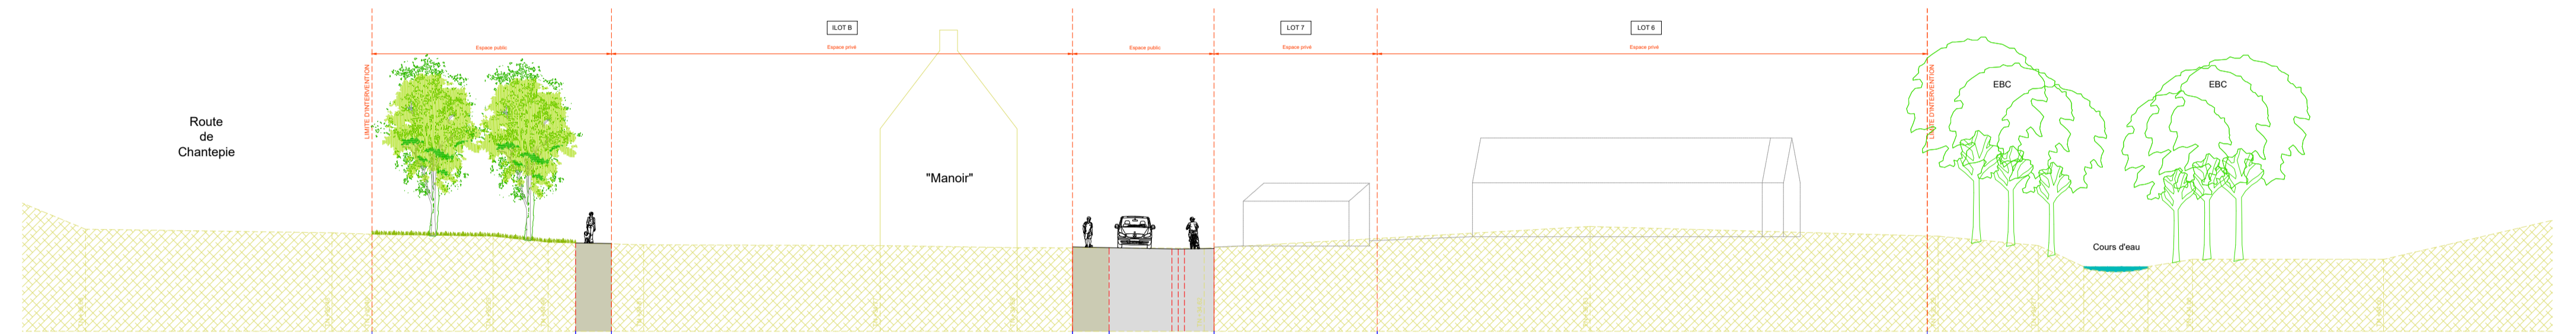 ILOT B
LOT 7
LOT 6
Espace public
Espace privé
Espace public
Espace privé
Espace privé
LIMITE D'INTERVENTION
LIMITE D'INTERVENTION
EBC
EBC
Route
de
Chantepie
"Manoir"
Cours d'eau